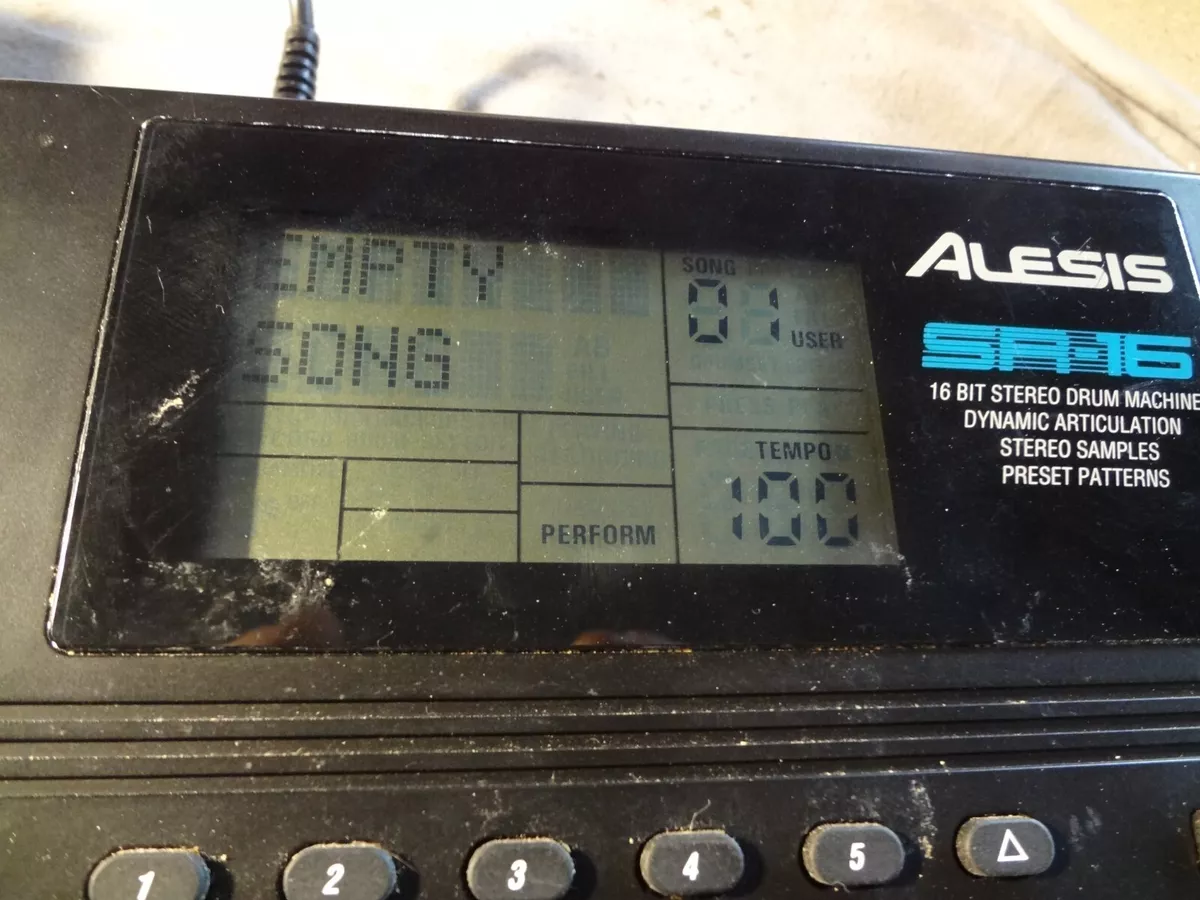 EMPTY
SONG
SONG
01
USER
TEMPO
100
PERFORM
ALESIS
SR-16
16 BIT STEREO DRUM MACHINE
DYNAMIC ARTICULATION
STEREO SAMPLES
PRESET PATTERNS
1 2 3 4 5